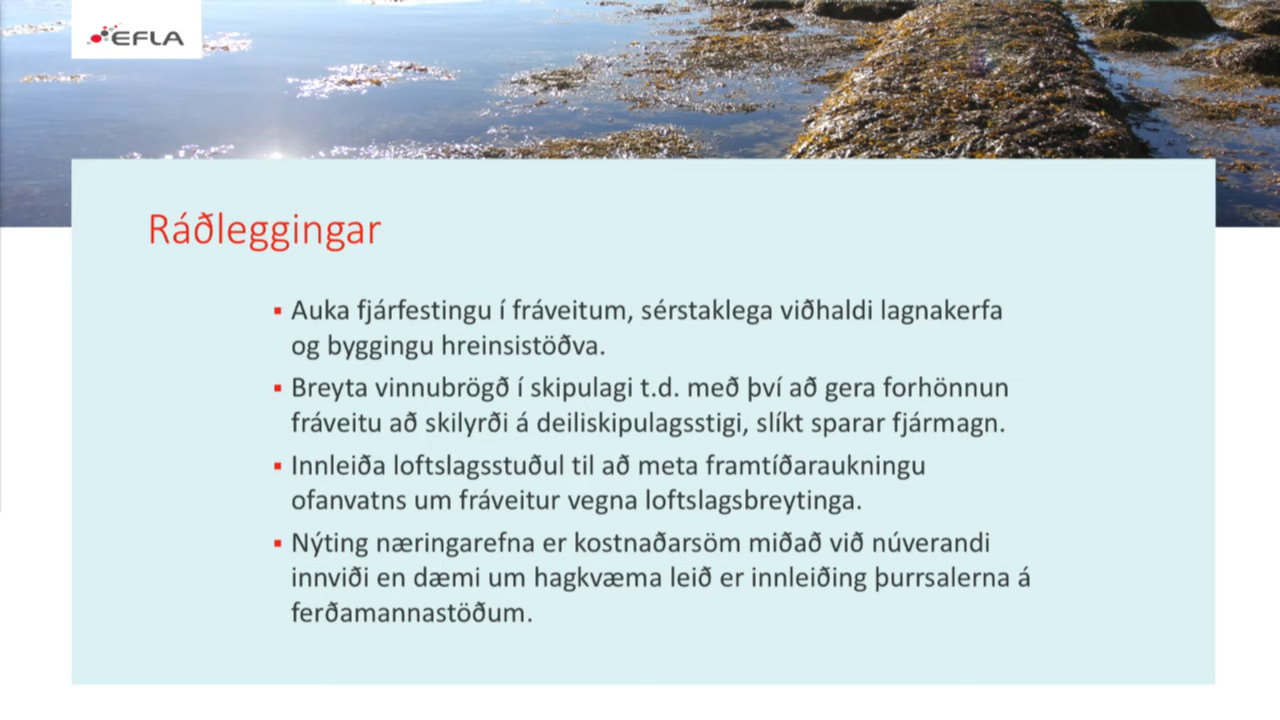 EFLA
Ráðleggingar
▪ Auka fjárfestingu í fráveitum, sérstaklega viðhaldi lagnakerfa
og byggingu hreinsistöðva.
▪ Breyta vinnubrögð í skipulagi t.d. með því að gera forhönnun
fráveitu að skilyrði á deiliskipulagsstigi, slíkt sparar fjármagn.
▪ Innleiða loftslagsstuðul til að meta framtíðaraukningu
ofanvatns um fráveitur vegna loftslagsbreytinga.
▪ Nýting næringarefna er kostnaðarsöm miðað við núverandi
innviði en dæmi um hagkvæma leið er innleiðing þurrsalerna á
ferðamannastöðum.